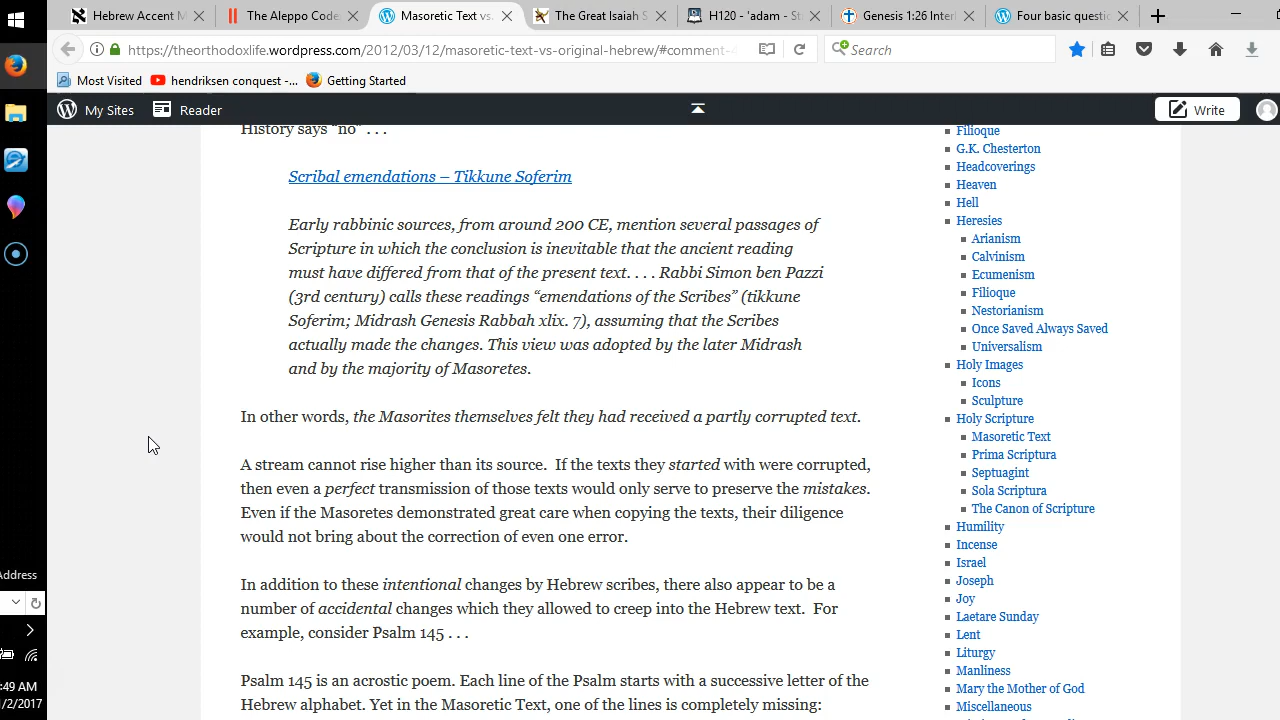 Hebrew Accent M
The Aleppo Code
Masoretic Text vs.
The Great Isaiah S
H120 - 'adam - St
Genesis 1:26 Interl
Four basic questio
https://theorthodoxlife.wordpress.com/2012/03/12/masoretic-text-vs-original-hebrew/#comment-
Search
Most Visited
hendriksen conquest -...
Getting Started
My Sites
Reader
Write
History says "no" . . .
Scribal emendations – Tikkune Soferim
Early rabbinic sources, from around 200 CE, mention several passages of
Scripture in which the conclusion is inevitable that the ancient reading
must have differed from that of the present text. . . . Rabbi Simon ben Pazzi
(3rd century) calls these readings “emendations of the Scribes” (tikkune
Soferim; Midrash Genesis Rabbah xlix. 7), assuming that the Scribes
actually made the changes. This view was adopted by the later Midrash
and by the majority of Masoretes.
In other words, the Masorites themselves felt they had received a partly corrupted text.
A stream cannot rise higher than its source.  If the texts they started with were corrupted,
then even a perfect transmission of those texts would only serve to preserve the mistakes.
Even if the Masoretes demonstrated great care when copying the texts, their diligence
would not bring about the correction of even one error.
In addition to these intentional changes by Hebrew scribes, there also appear to be a
number of accidental changes which they allowed to creep into the Hebrew text.  For
example, consider Psalm 145 . . .
Psalm 145 is an acrostic poem. Each line of the Psalm starts with a successive letter of the
Hebrew alphabet. Yet in the Masoretic Text, one of the lines is completely missing:
Filioque
G.K. Chesterton
Headcoverings
Heaven
Hell
Heresies
Arianism
Calvinism
Ecumenism
Filioque
Nestorianism
Once Saved Always Saved
Universalism
Holy Images
Icons
Sculpture
Holy Scripture
Masoretic Text
Prima Scriptura
Septuagint
Sola Scriptura
The Canon of Scripture
Humility
Incense
Israel
Joseph
Joy
Laetare Sunday
Lent
Liturgy
Manliness
Mary the Mother of God
Miscellaneous
Address
:49 AM
1/2/2017